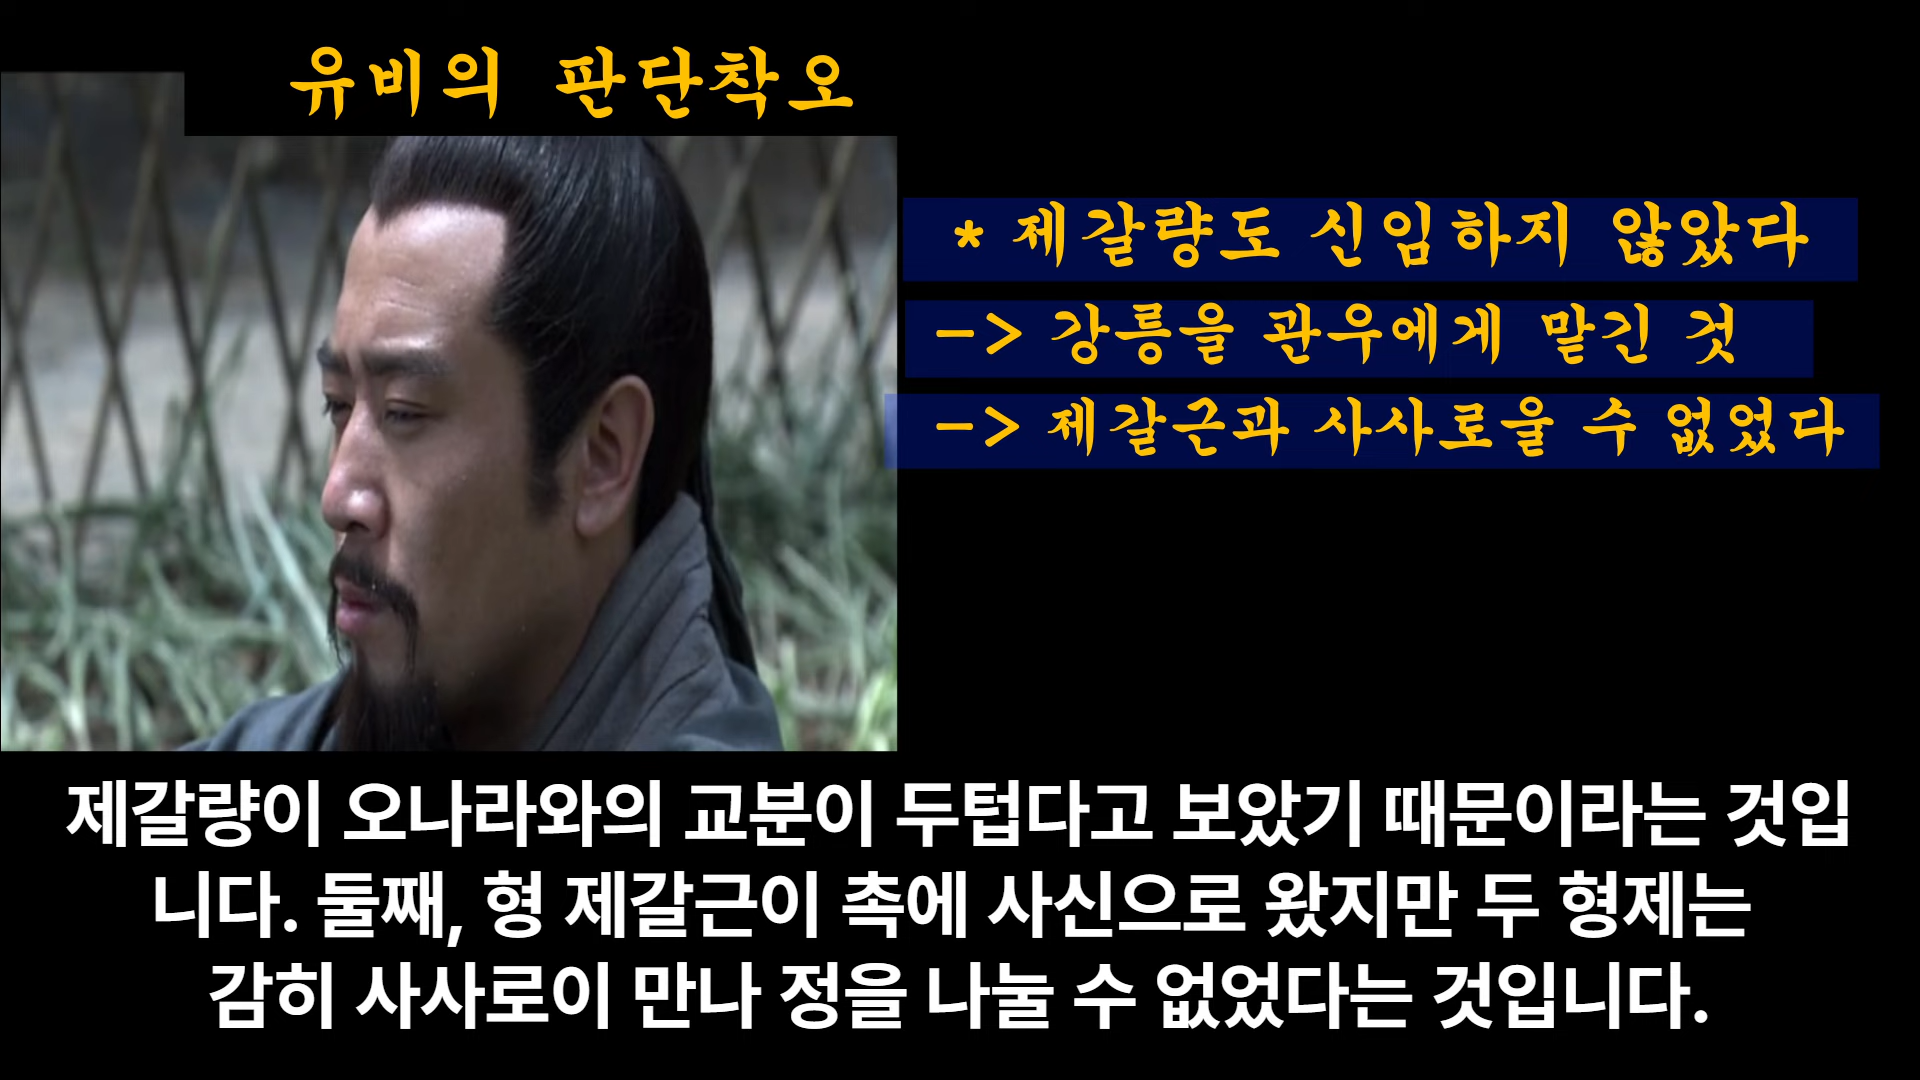 유비의 판단착오
* 제갈량도 신임하지 않았다
-> 강릉을 관우에게 맡긴 것
-> 제갈근과 사사로울 수 없었다
제갈량이 오나라와의 교분이 두텁다고 보았기 때문이라는 것입
니다. 둘째, 형 제갈근이 촉에 사신으로 왔지만 두 형제는
감히 사사로이 만나 정을 나눌 수 없었다는 것입니다.